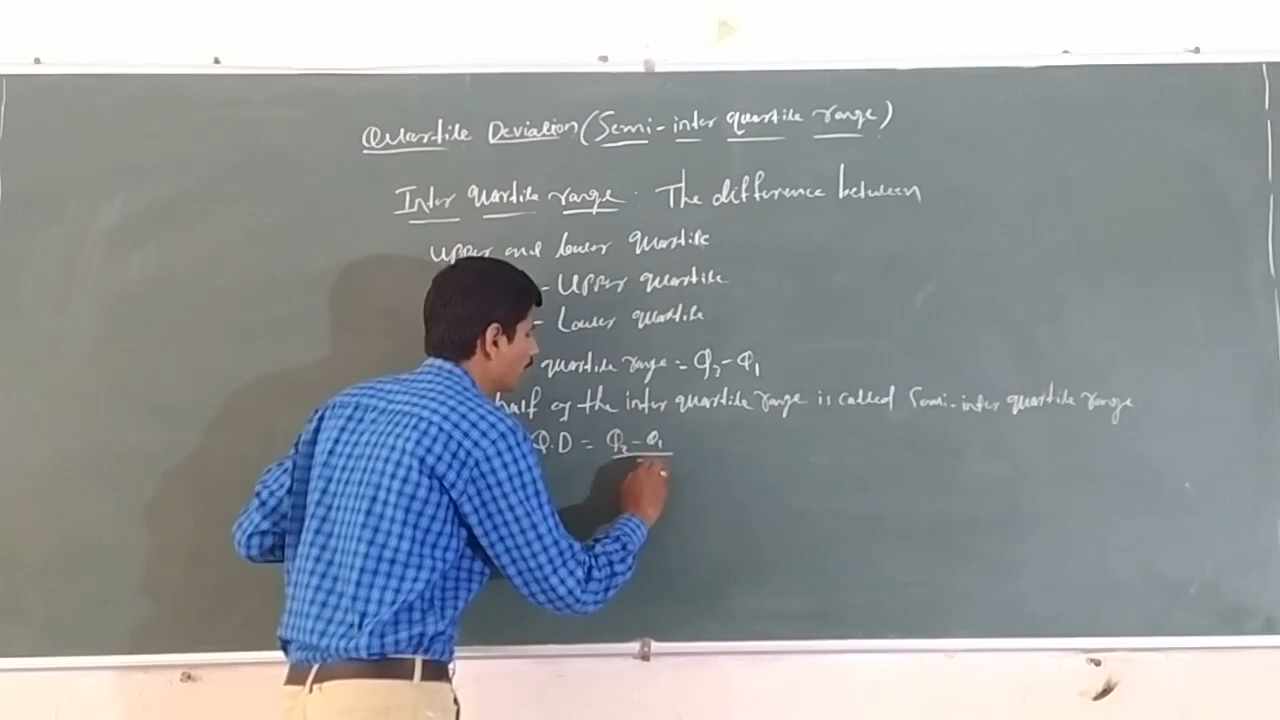 Quartile Deviation (Semi-inter quartile range)
Inter quartile range : The difference between
Upper and lower quartile
- Upper quartile
- Lower quartile
quartile range = Q3 - Q1
half of the inter quartile range is called Semi-inter quartile range
Q.D = Q3 - Q1